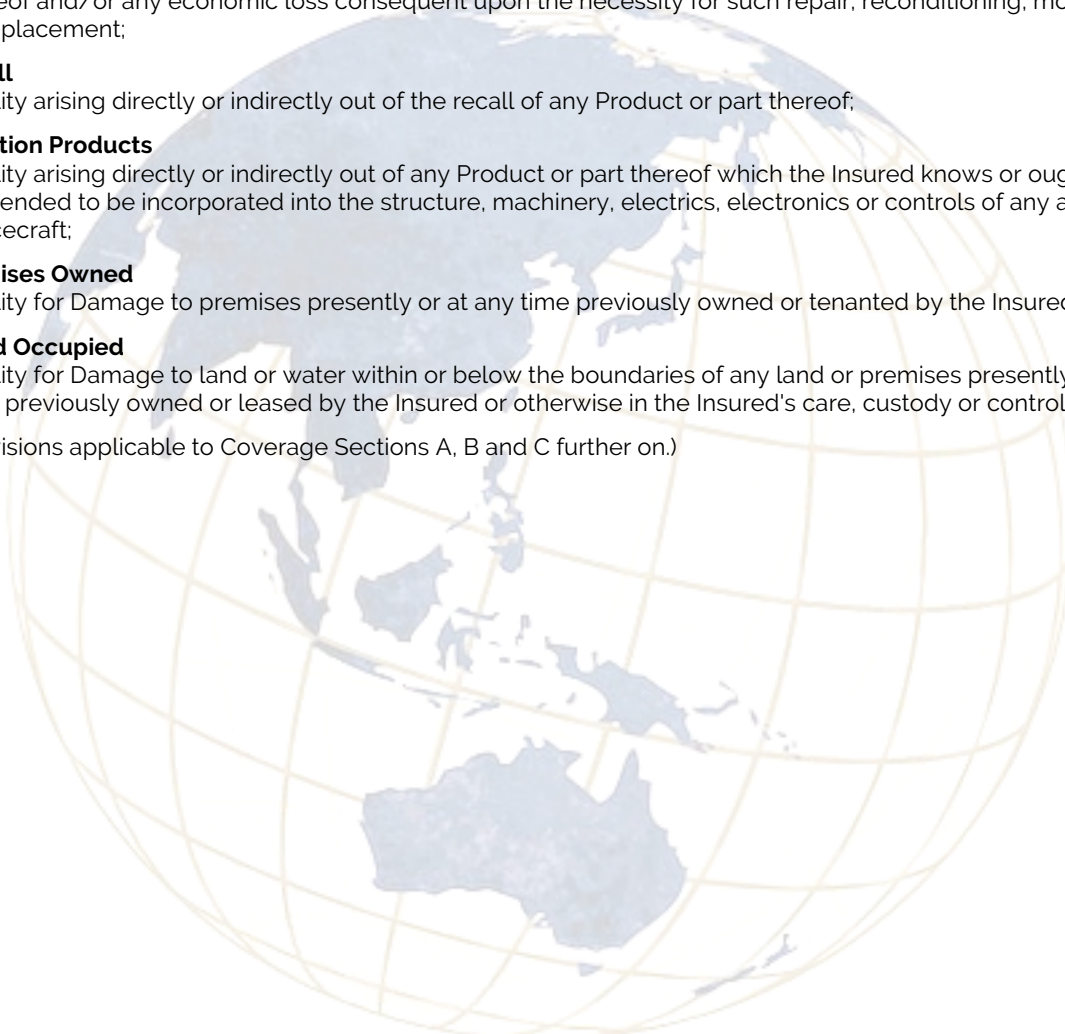 eof and/or any economic loss consequent upon the necessity for such repair, reconditioning, mo
placement;
ll
ity arising directly or indirectly out of the recall of any Product or part thereof;
tion Products
ity arising directly or indirectly out of any Product or part thereof which the Insured knows or oug
ended to be incorporated into the structure, machinery, electrics, electronics or controls of any a
ecraft;
ises Owned
ity for Damage to premises presently or at any time previously owned or tenanted by the Insured
d Occupied
ity for Damage to land or water within or below the boundaries of any land or premises presently
previously owned or leased by the Insured or otherwise in the Insured's care, custody or control
isions applicable to Coverage Sections A, B and C further on.)